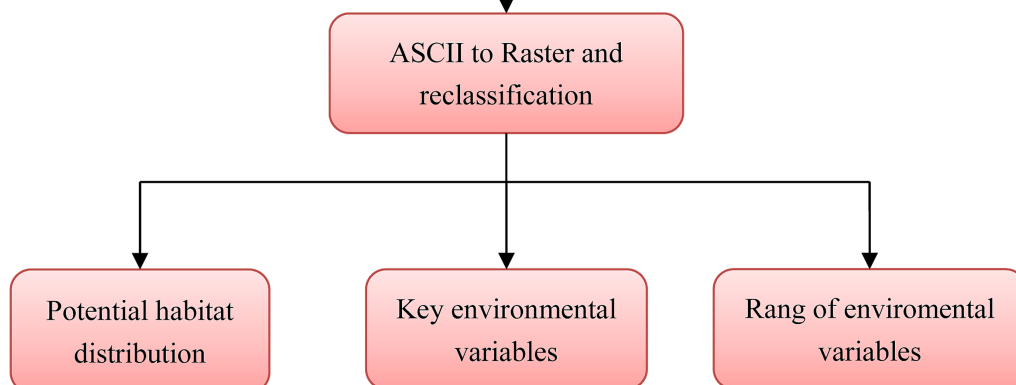 ASCII to Raster and
reclassification
Potential habitat
distribution
Key environmental
variables
Rang of enviromental
variables